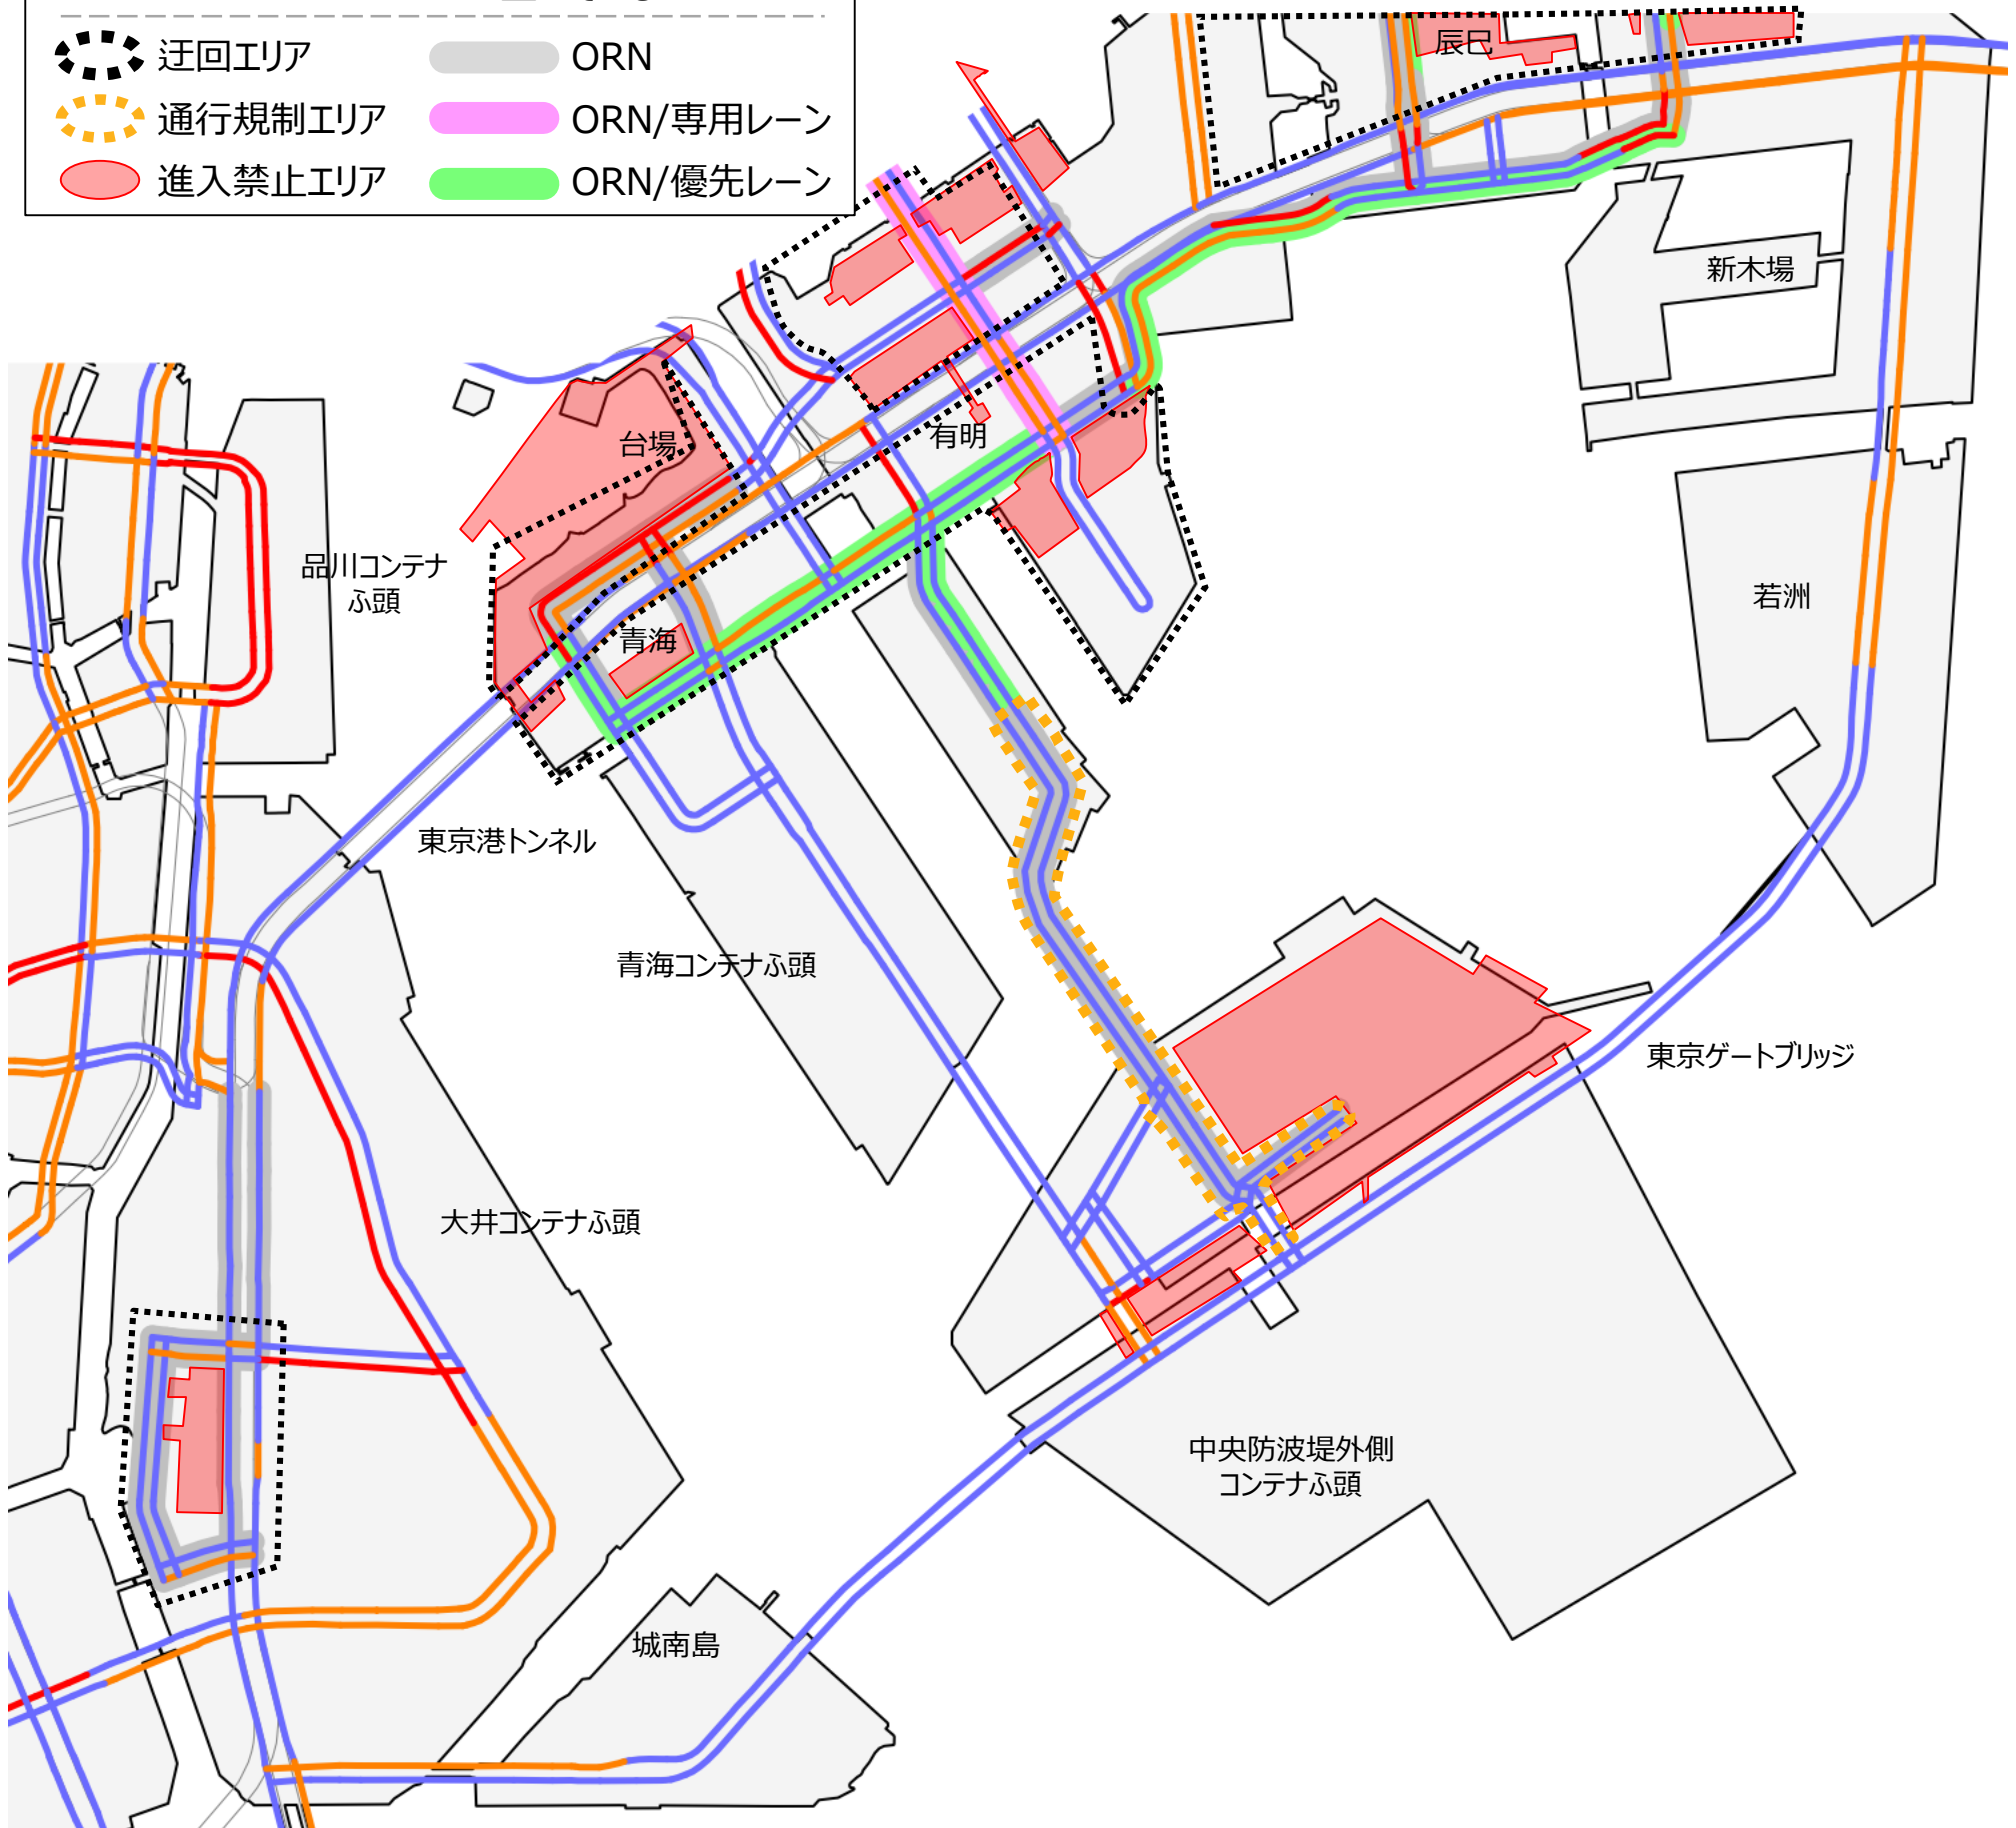 迂回エリア
ORN
通行規制エリア
ORN/専用レーン
進入禁止エリア
ORN/優先レーン
辰巳
新木場
有明
台場
品川コンテナ
ふ頭
青海
若洲
東京港トンネル
青海コンテナふ頭
東京ゲートブリッジ
大井コンテナふ頭
中央防波堤外側
コンテナふ頭
城南島